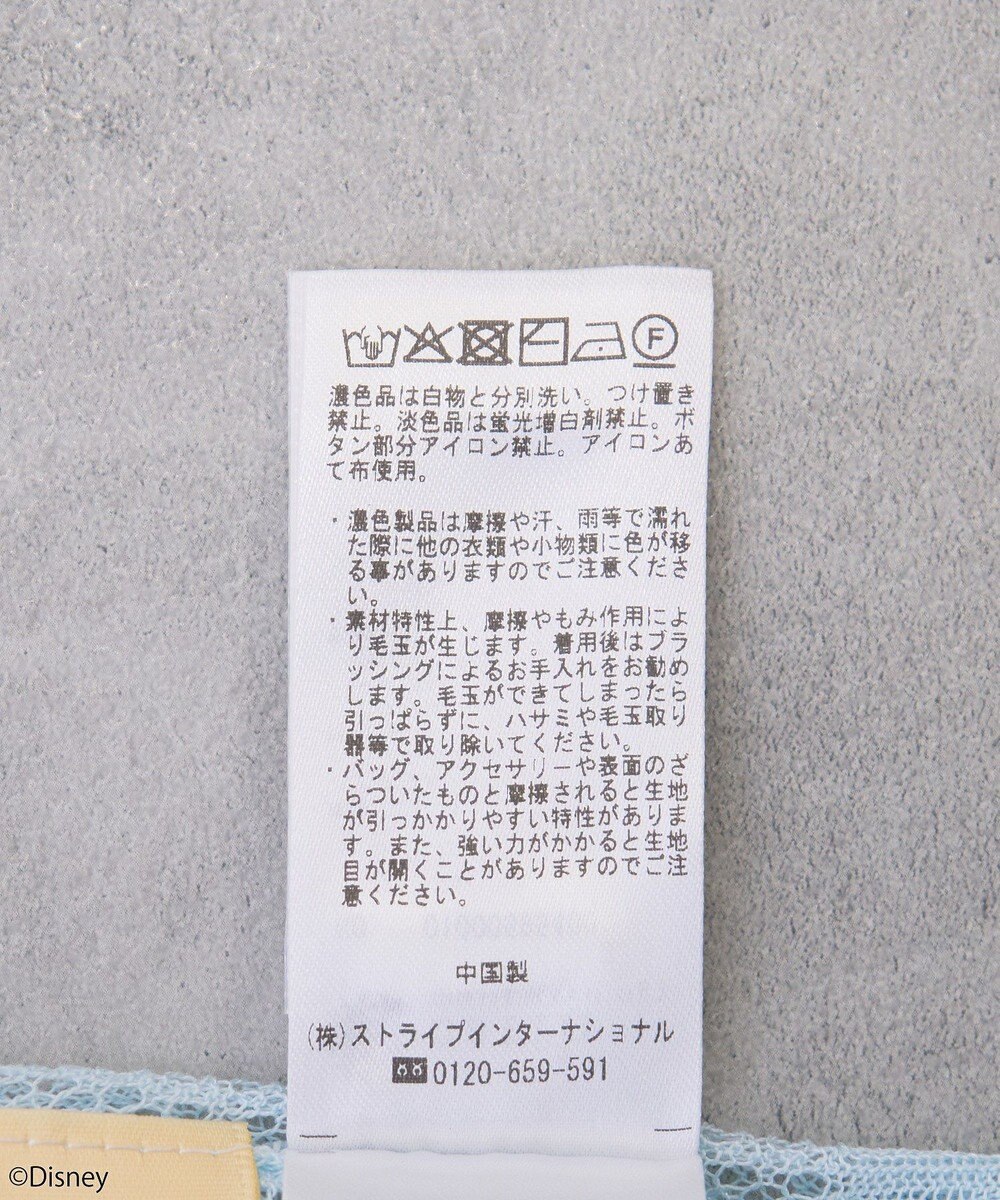 F
濃色品は白物と分別洗い。つけ置き
禁止。淡色品は蛍光増白剤禁止。ボ
タン部分アイロン禁止。アイロンあ
て布使用。
・濃色製品は摩擦や汗、雨等で濡れ
た際に他の衣類や小物類に色が移
る事がありますのでご注意くださ
い。
・素材特性上、摩擦やもみ作用によ
り毛玉が生じます。着用後はブラ
ッシングによるお手入れをお勧め
します。毛玉ができてしまったら
引っぱらずに、ハサミや毛玉取り
器等で取り除いてください。
・バッグ、アクセサリーや表面のざ
らついたものと摩擦されると生地
が引っかかりやすい特性がありま
す。また、強い力がかかると生地
目が開くことがありますのでご注
意ください。
中国製
(株)ストライプインターナショナル
0120-659-591
©Disney